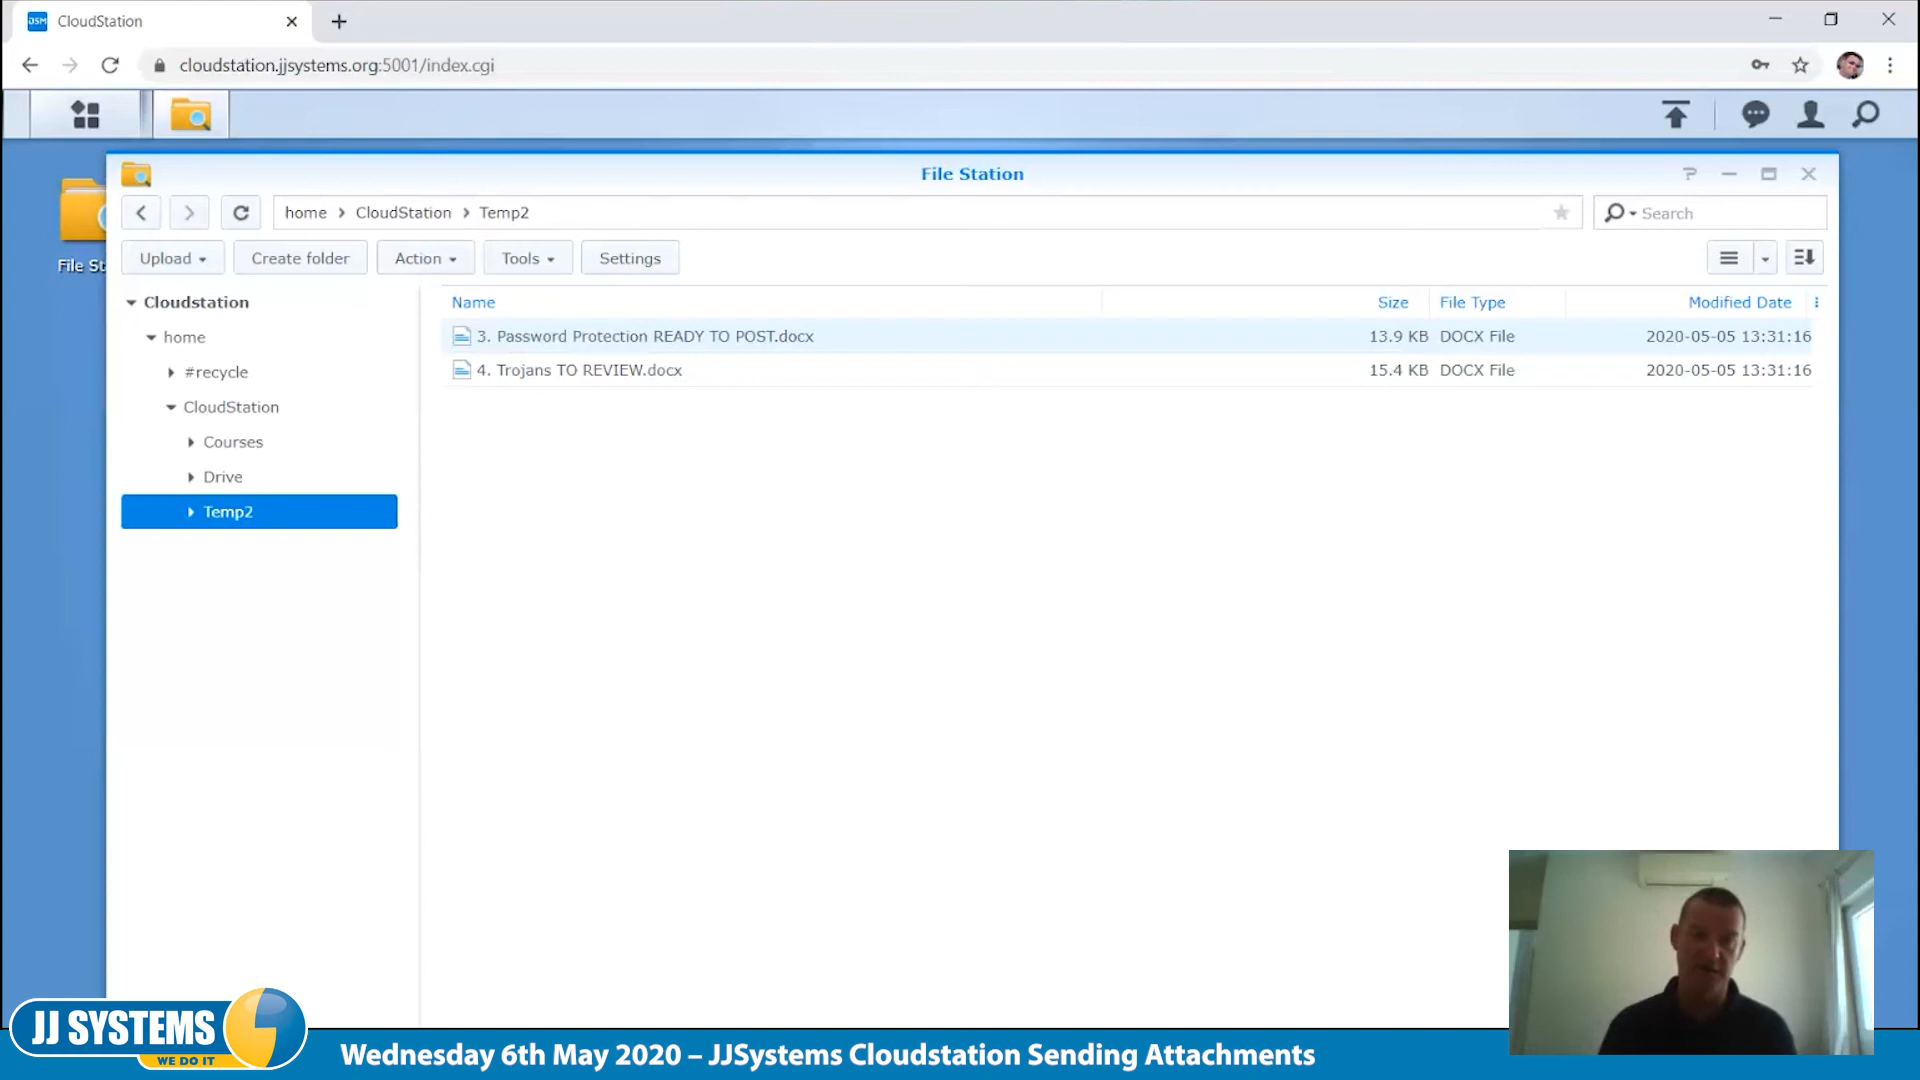 CloudStation
cloudstation.jjsystems.org:5001/index.cgi
File Station
home > CloudStation > Temp2
Search
Upload Create folder Action Tools Settings
File St
Cloudstation
home
#recycle
CloudStation
Courses
Drive
Temp2
Name Size File Type Modified Date
3. Password Protection READY TO POST.docx 13.9 KB DOCX File 2020-05-05 13:31:16
4. Trojans TO REVIEW.docx 15.4 KB DOCX File 2020-05-05 13:31:16
JJ SYSTEMS
WE DO IT
Wednesday 6th May 2020 – JJSystems Cloudstation Sending Attachments